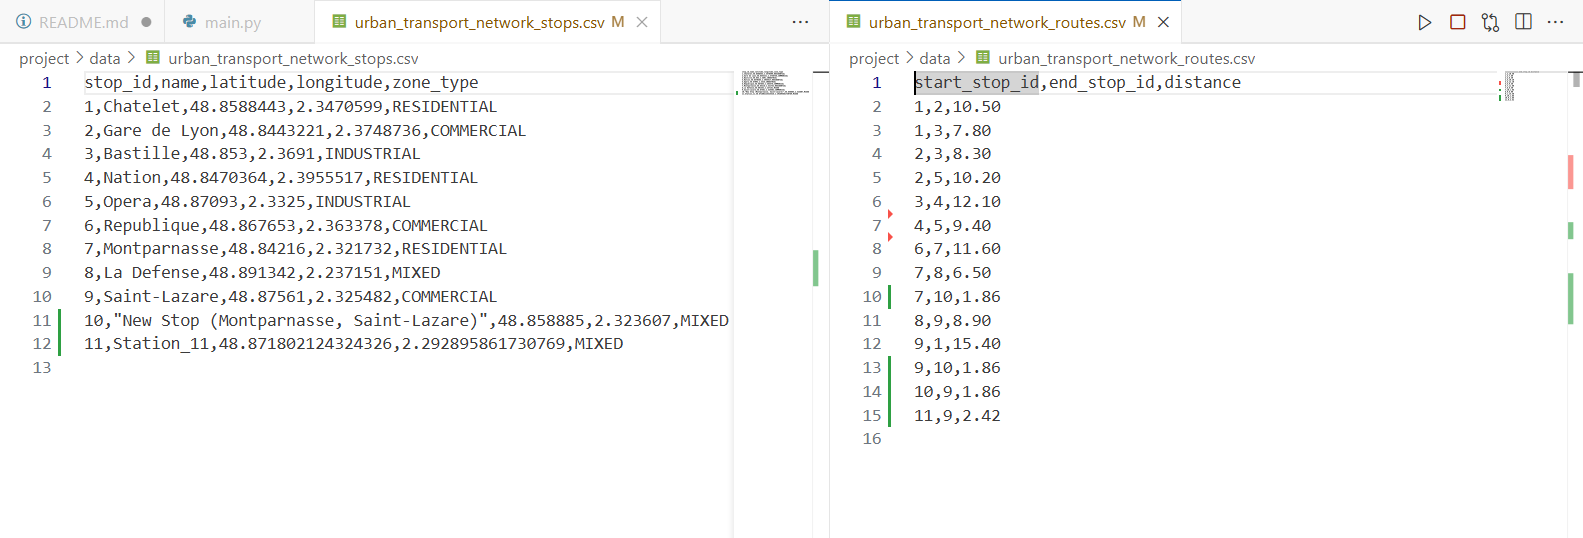 README.md
main.py
urban_transport_network_stops.csv M
project > data > urban_transport_network_stops.csv
1 stop_id,name,latitude,longitude,zone_type
2 1,Chatelet,48.8588443,2.3470599,RESIDENTIAL
3 2,Gare de Lyon,48.8443221,2.3748736,COMMERCIAL
4 3,Bastille,48.853,2.3691,INDUSTRIAL
5 4,Nation,48.8470364,2.3955517,RESIDENTIAL
6 5,Opera,48.87093,2.3325,INDUSTRIAL
7 6,Republique,48.867653,2.363378,COMMERCIAL
8 7,Montparnasse,48.84216,2.321732,RESIDENTIAL
9 8,La Defense,48.891342,2.237151,MIXED
10 9,Saint-Lazare,48.87561,2.325482,COMMERCIAL
11 10,"New Stop (Montparnasse, Saint-Lazare)",48.858885,2.323607,MIXED
12 11,Station_11,48.871802124324326,2.292895861730769,MIXED
13
urban_transport_network_routes.csv M
project > data > urban_transport_network_routes.csv
1 start_stop_id,end_stop_id,distance
2 1,2,10.50
3 1,3,7.80
4 2,3,8.30
5 2,5,10.20
6 3,4,12.10
7 4,5,9.40
8 6,7,11.60
9 7,8,6.50
10 7,10,1.86
11 8,9,8.90
12 9,1,15.40
13 9,10,1.86
14 10,9,1.86
15 11,9,2.42
16